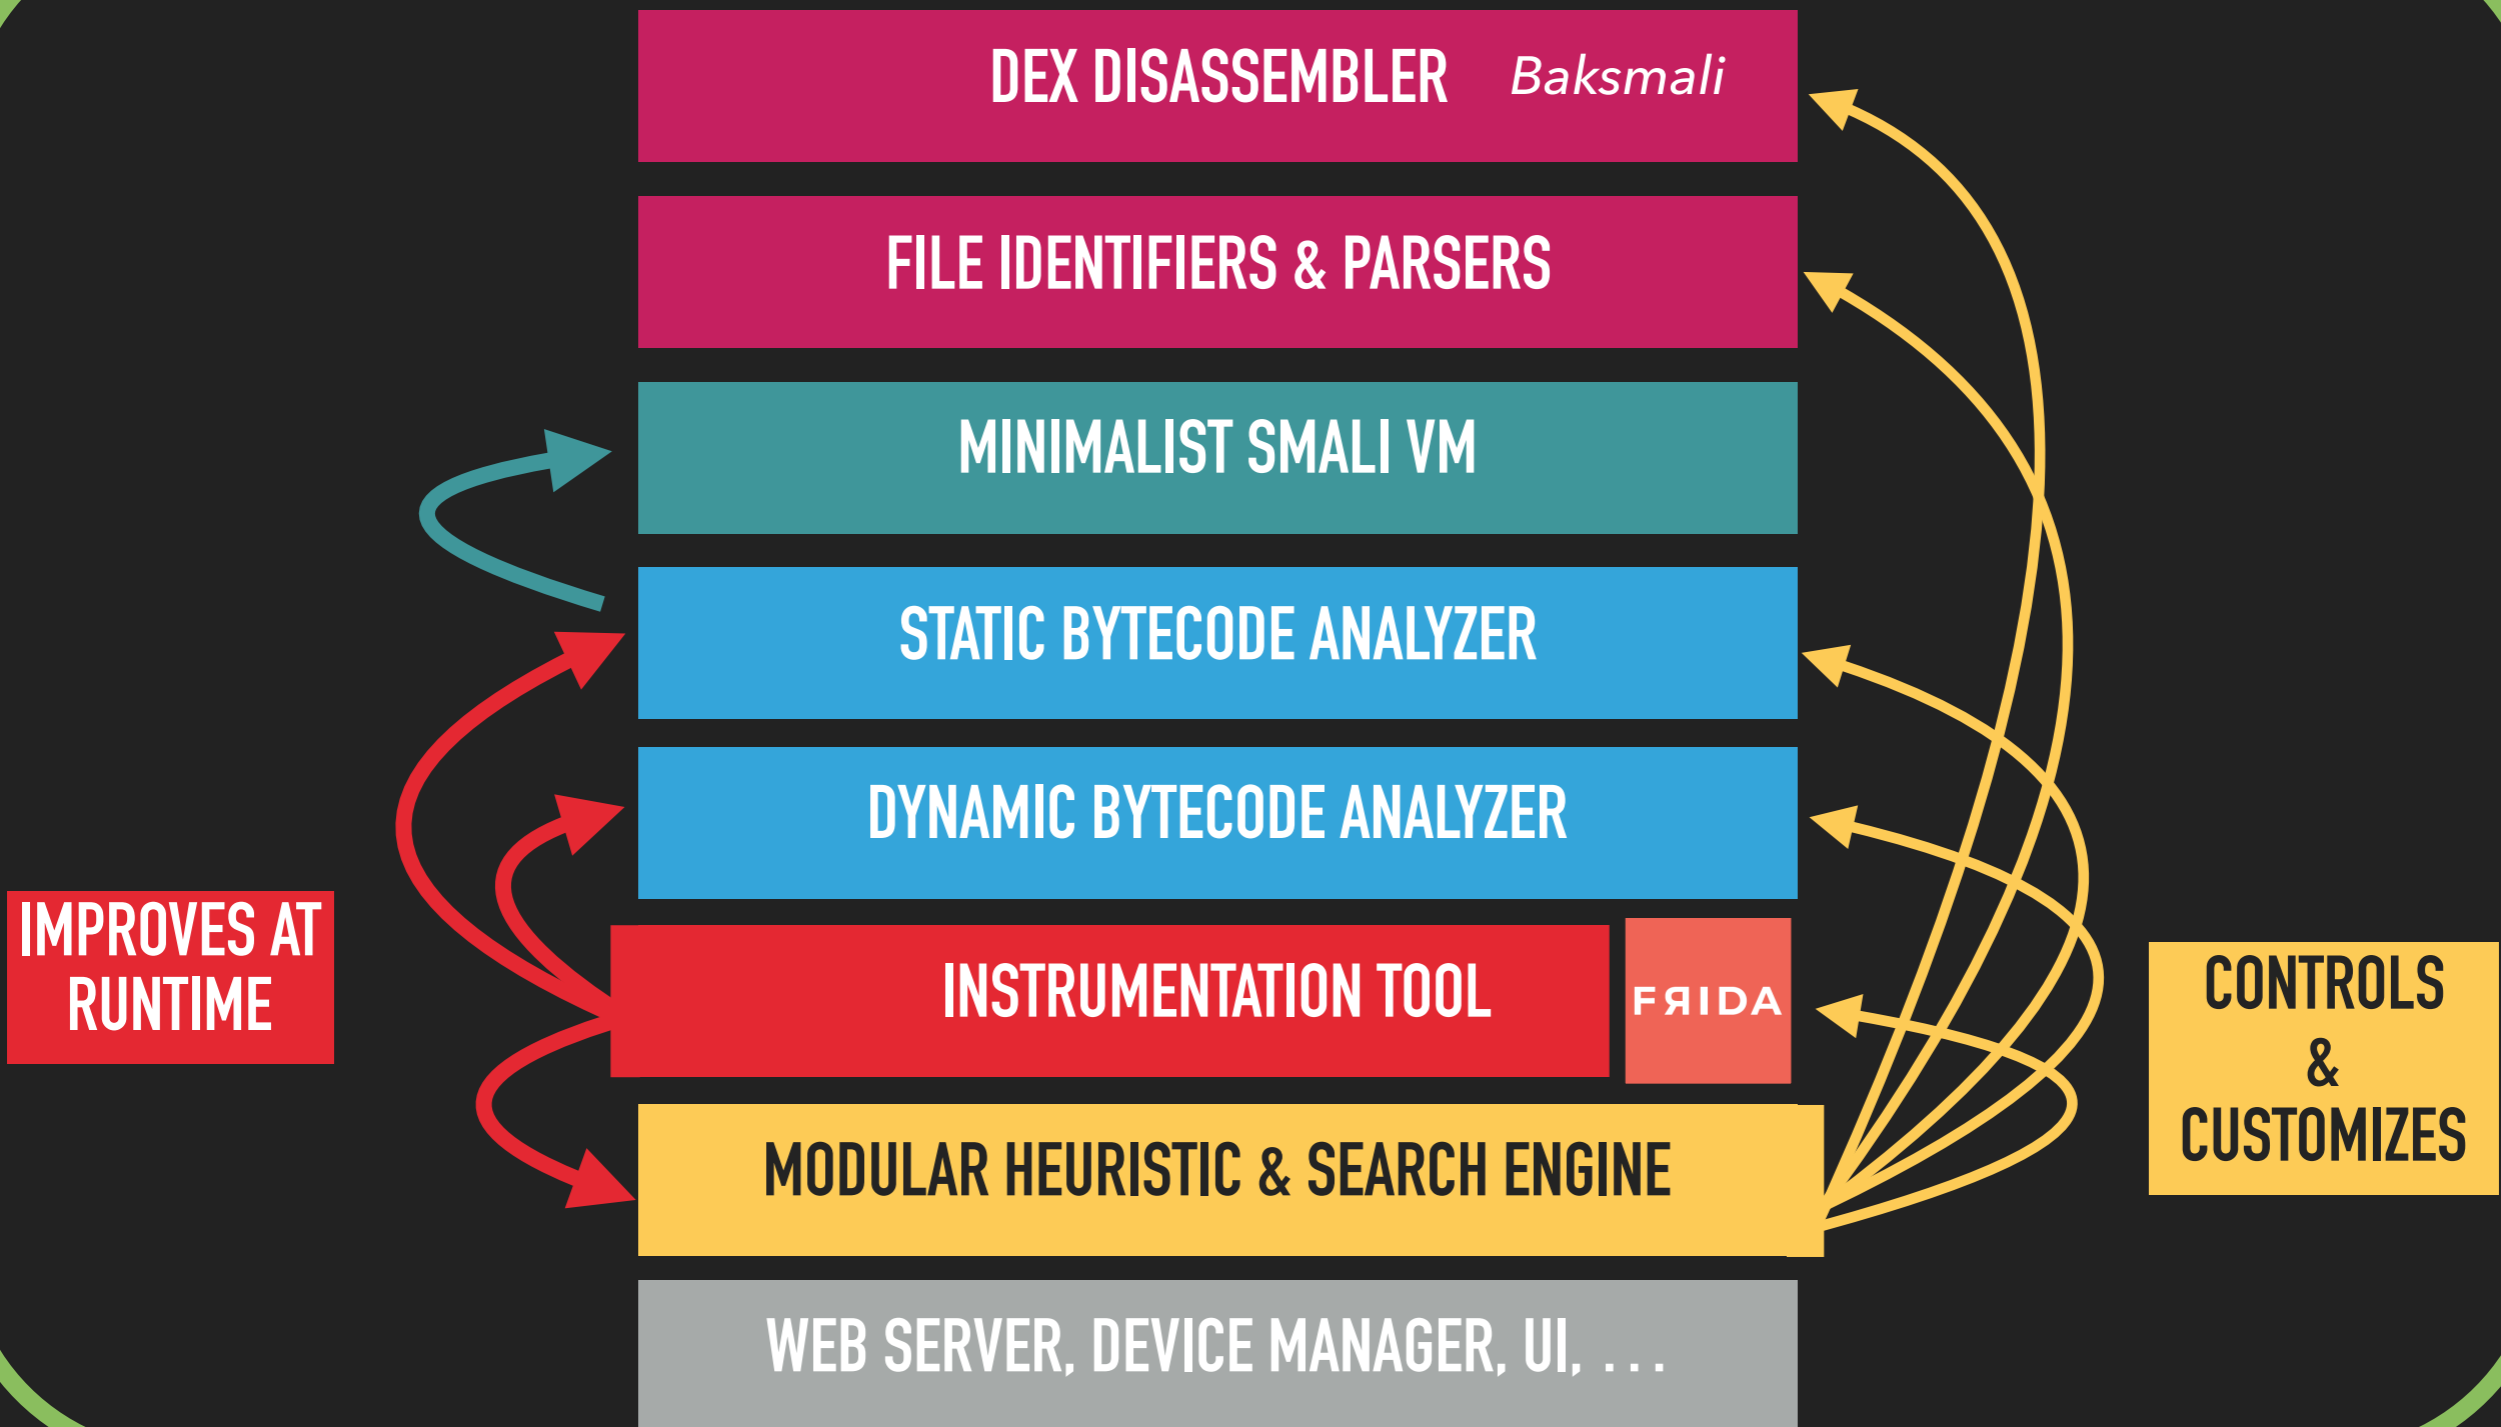 DEX DISASSEMBLER Baksmali
FILE IDENTIFIERS & PARSERS
MINIMALIST SMALI VM
STATIC BYTECODE ANALYZER
DYNAMIC BYTECODE ANALYZER
IMPROVES AT
RUNTIME
INSTRUMENTATION TOOL
FЯIDA
CONTROLS
&
CUSTOMIZES
MODULAR HEURISTIC & SEARCH ENGINE
WEB SERVER, DEVICE MANAGER, UI, ...